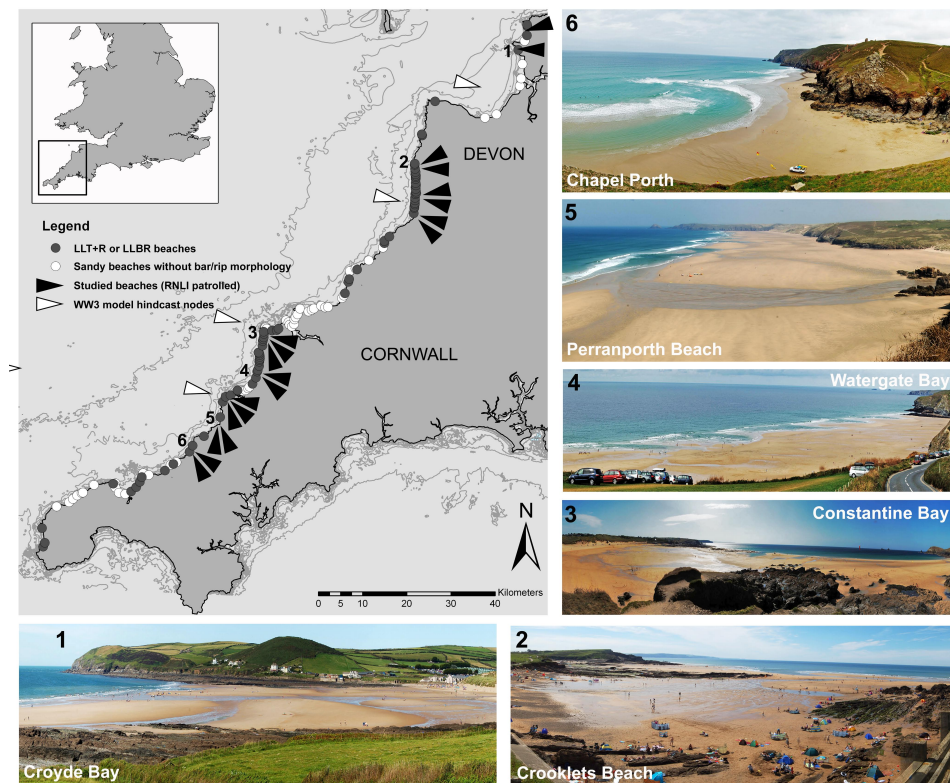 1
DEVON
2
Legend
LLT+R or LLBR beaches
Sandy beaches without bar/rip morphology
Studied beaches (RNLI patrolled)
WW3 model hindcast nodes
3
CORNWALL
4
5
6
N
Kilometers
0 5 10 20 30 40
6
Chapel Porth
5
Perranporth Beach
4
Watergate Bay
3
Constantine Bay
1
Croyde Bay
2
Crooklets Beach